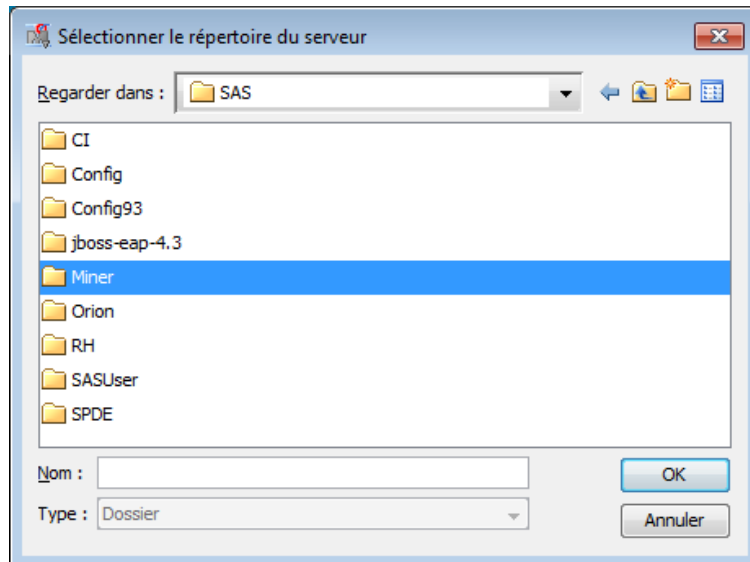 Sélectionner le répertoire du serveur
Regarder dans : SAS
CI
Config
Config93
jboss-eap-4.3
Miner
Orion
RH
SASUser
SPDE
Nom : OK
Type : Dossier Annuler